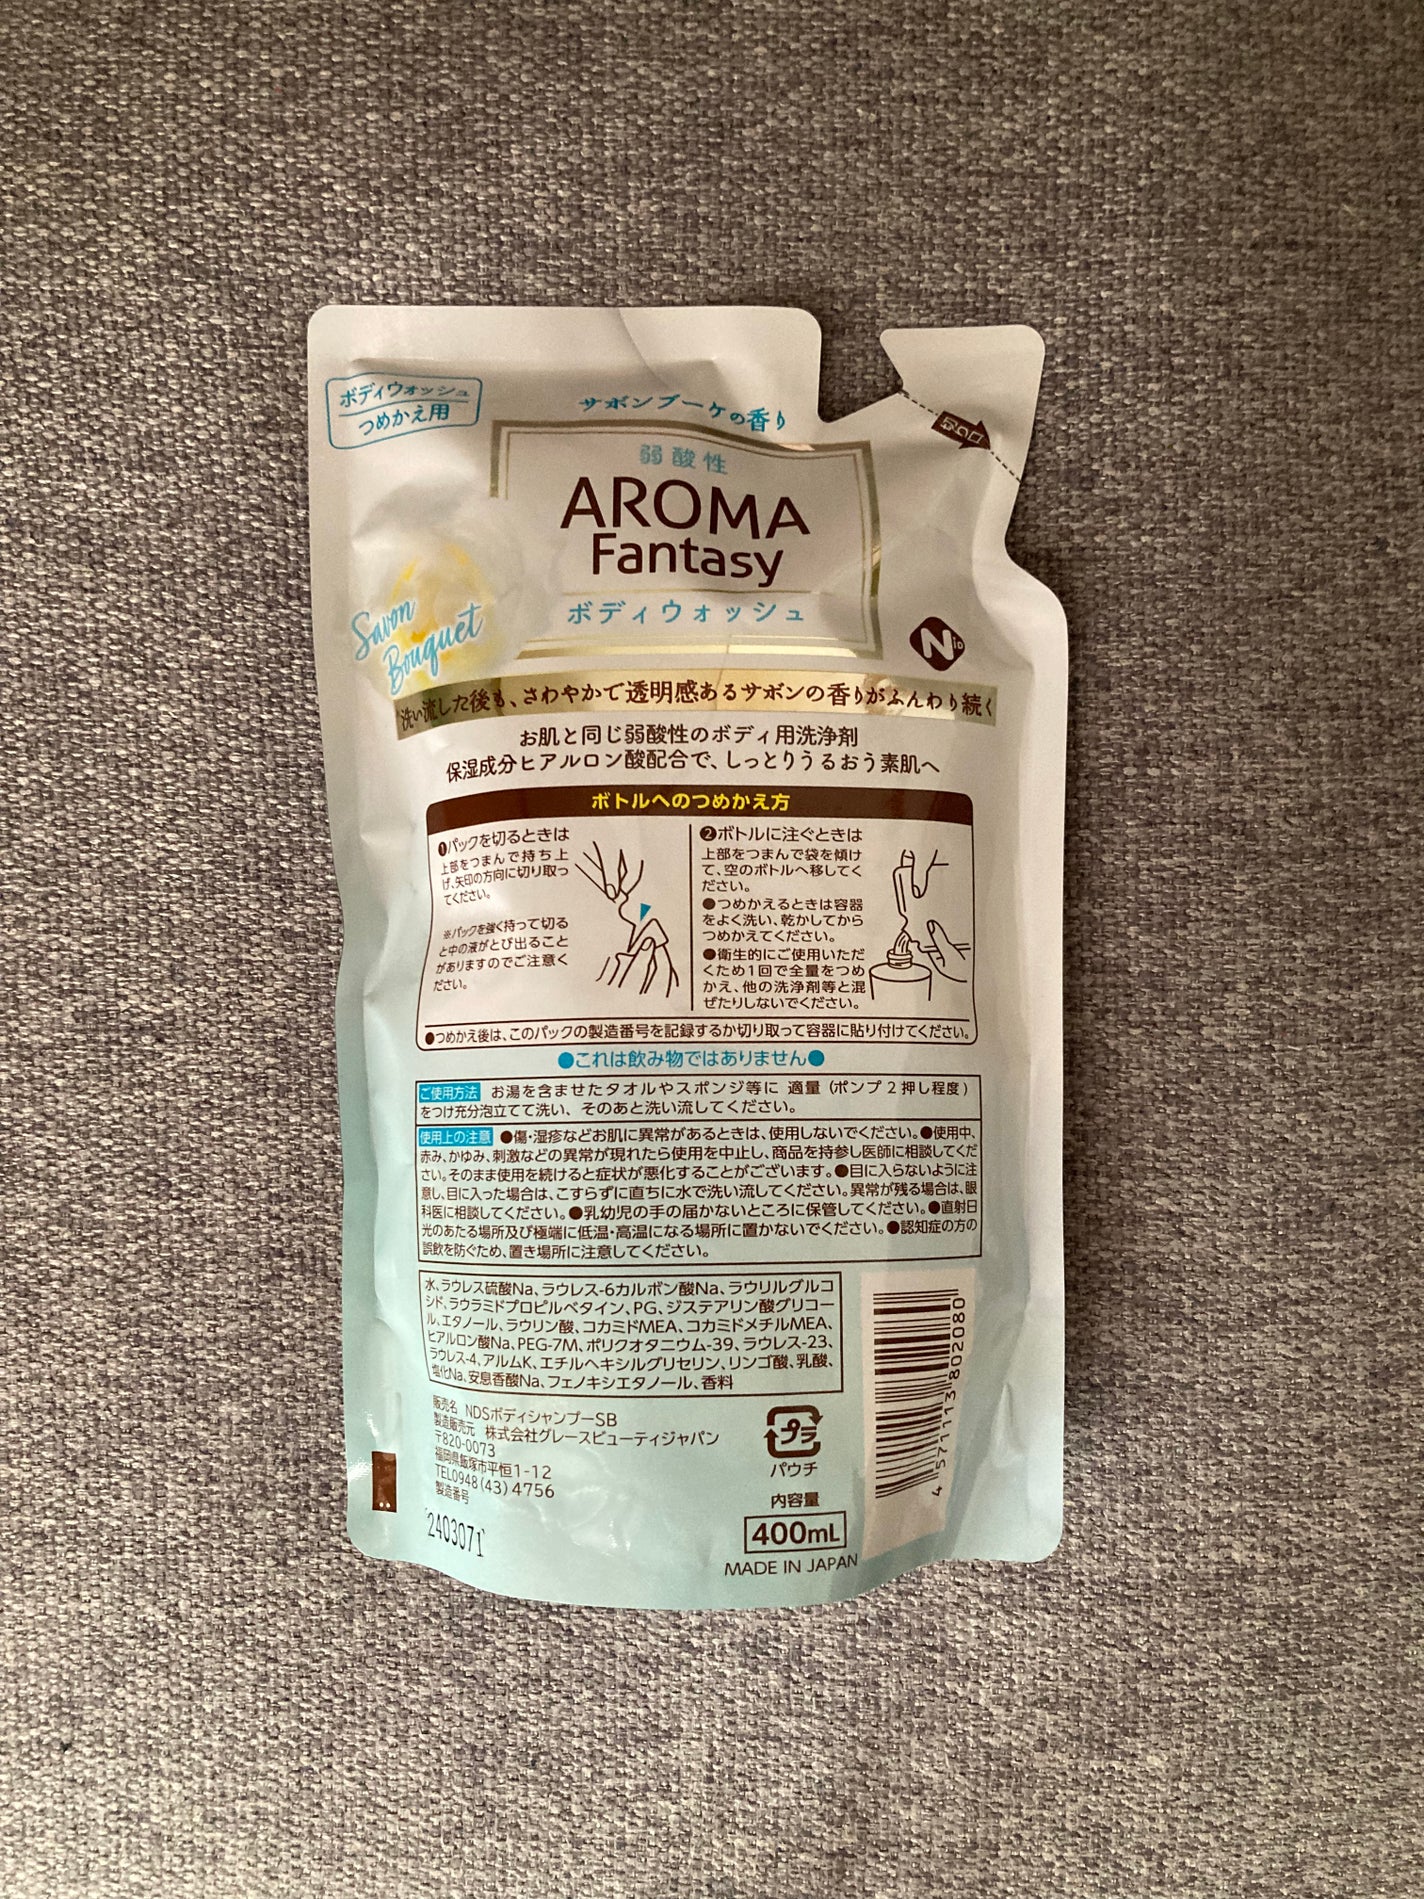 ボディウォッシュ
つめかえ用
サボンブーケの香り
切り口
弱酸性
AROMA
Fantasy
ボディウォッシュ
Savon
Bouquet
Nid
洗い流した後も、さわやかで透明感あるサボンの香りがふんわり続く
お肌と同じ弱酸性のボディ用洗浄剤
保湿成分ヒアルロン酸配合で、しっとりうるおう素肌へ
ボトルへのつめかえ方
❶パックを切るときは
上部をつまんで持ち上
げ、矢印の方向に切り取っ
てください。
※パックを強く持って切る
と中の液がとび出ること
がありますのでご注意く
ださい。
❷ボトルに注ぐときは
上部をつまんで袋を傾け
て、空のボトルへ移してく
ださい。
●つめかえるときは容器
をよく洗い、乾かしてから
つめかえてください。
●衛生的にご使用いただ
くため1回で全量をつめ
かえ、他の洗浄剤等と混
ぜたりしないでください。
●つめかえ後は、このパックの製造番号を記録するか切り取って容器に貼り付けてください。
●これは飲み物ではありません●
ご使用方法 お湯を含ませたタオルやスポンジ等に 適量（ポンプ2押し程度）
をつけ充分泡立てて洗い、そのあと洗い流してください。
使用上の注意 ●傷・湿疹などお肌に異常があるときは、使用しないでください。●使用中、
赤み、かゆみ、刺激などの異常が現れたら使用を中止し、商品を持参し医師に相談してくだ
さい。そのまま使用を続けると症状が悪化することがございます。●目に入らないように注
意し、目に入った場合は、こすらずに直ちに水で洗い流してください。異常が残る場合は、眼
科医に相談してください。●乳幼児の手の届かないところに保管してください。●直射日
光のあたる場所及び極端に低温・高温になる場所に置かないでください。●認知症の方の
誤飲を防ぐため、置き場所に注意してください。
水、ラウレス硫酸Na、ラウレス-6カルボン酸Na、ラウリルグルコ
シド、ラウラミドプロピルベタイン、PG、ジステアリン酸グリコー
ル、エタノール、ラウリン酸、コカミドMEA、コカミドメチルMEA、
ヒアルロン酸Na、PEG-7M、ポリクオタニウム-39、ラウレス-23、
ラウレス-4、アルムK、エチルヘキシルグリセリン、リンゴ酸、乳酸、
塩化Na、安息香酸Na、フェノキシエタノール、香料
販売名 NDSボディシャンプーSB
製造販売元 株式会社グレースビューティジャパン
〒820-0073
福岡県飯塚市平恒1-12
TEL0948(43)4756
製造番号
2403071
プラ
パウチ
内容量
400mL
MADE IN JAPAN
4 571113 802080